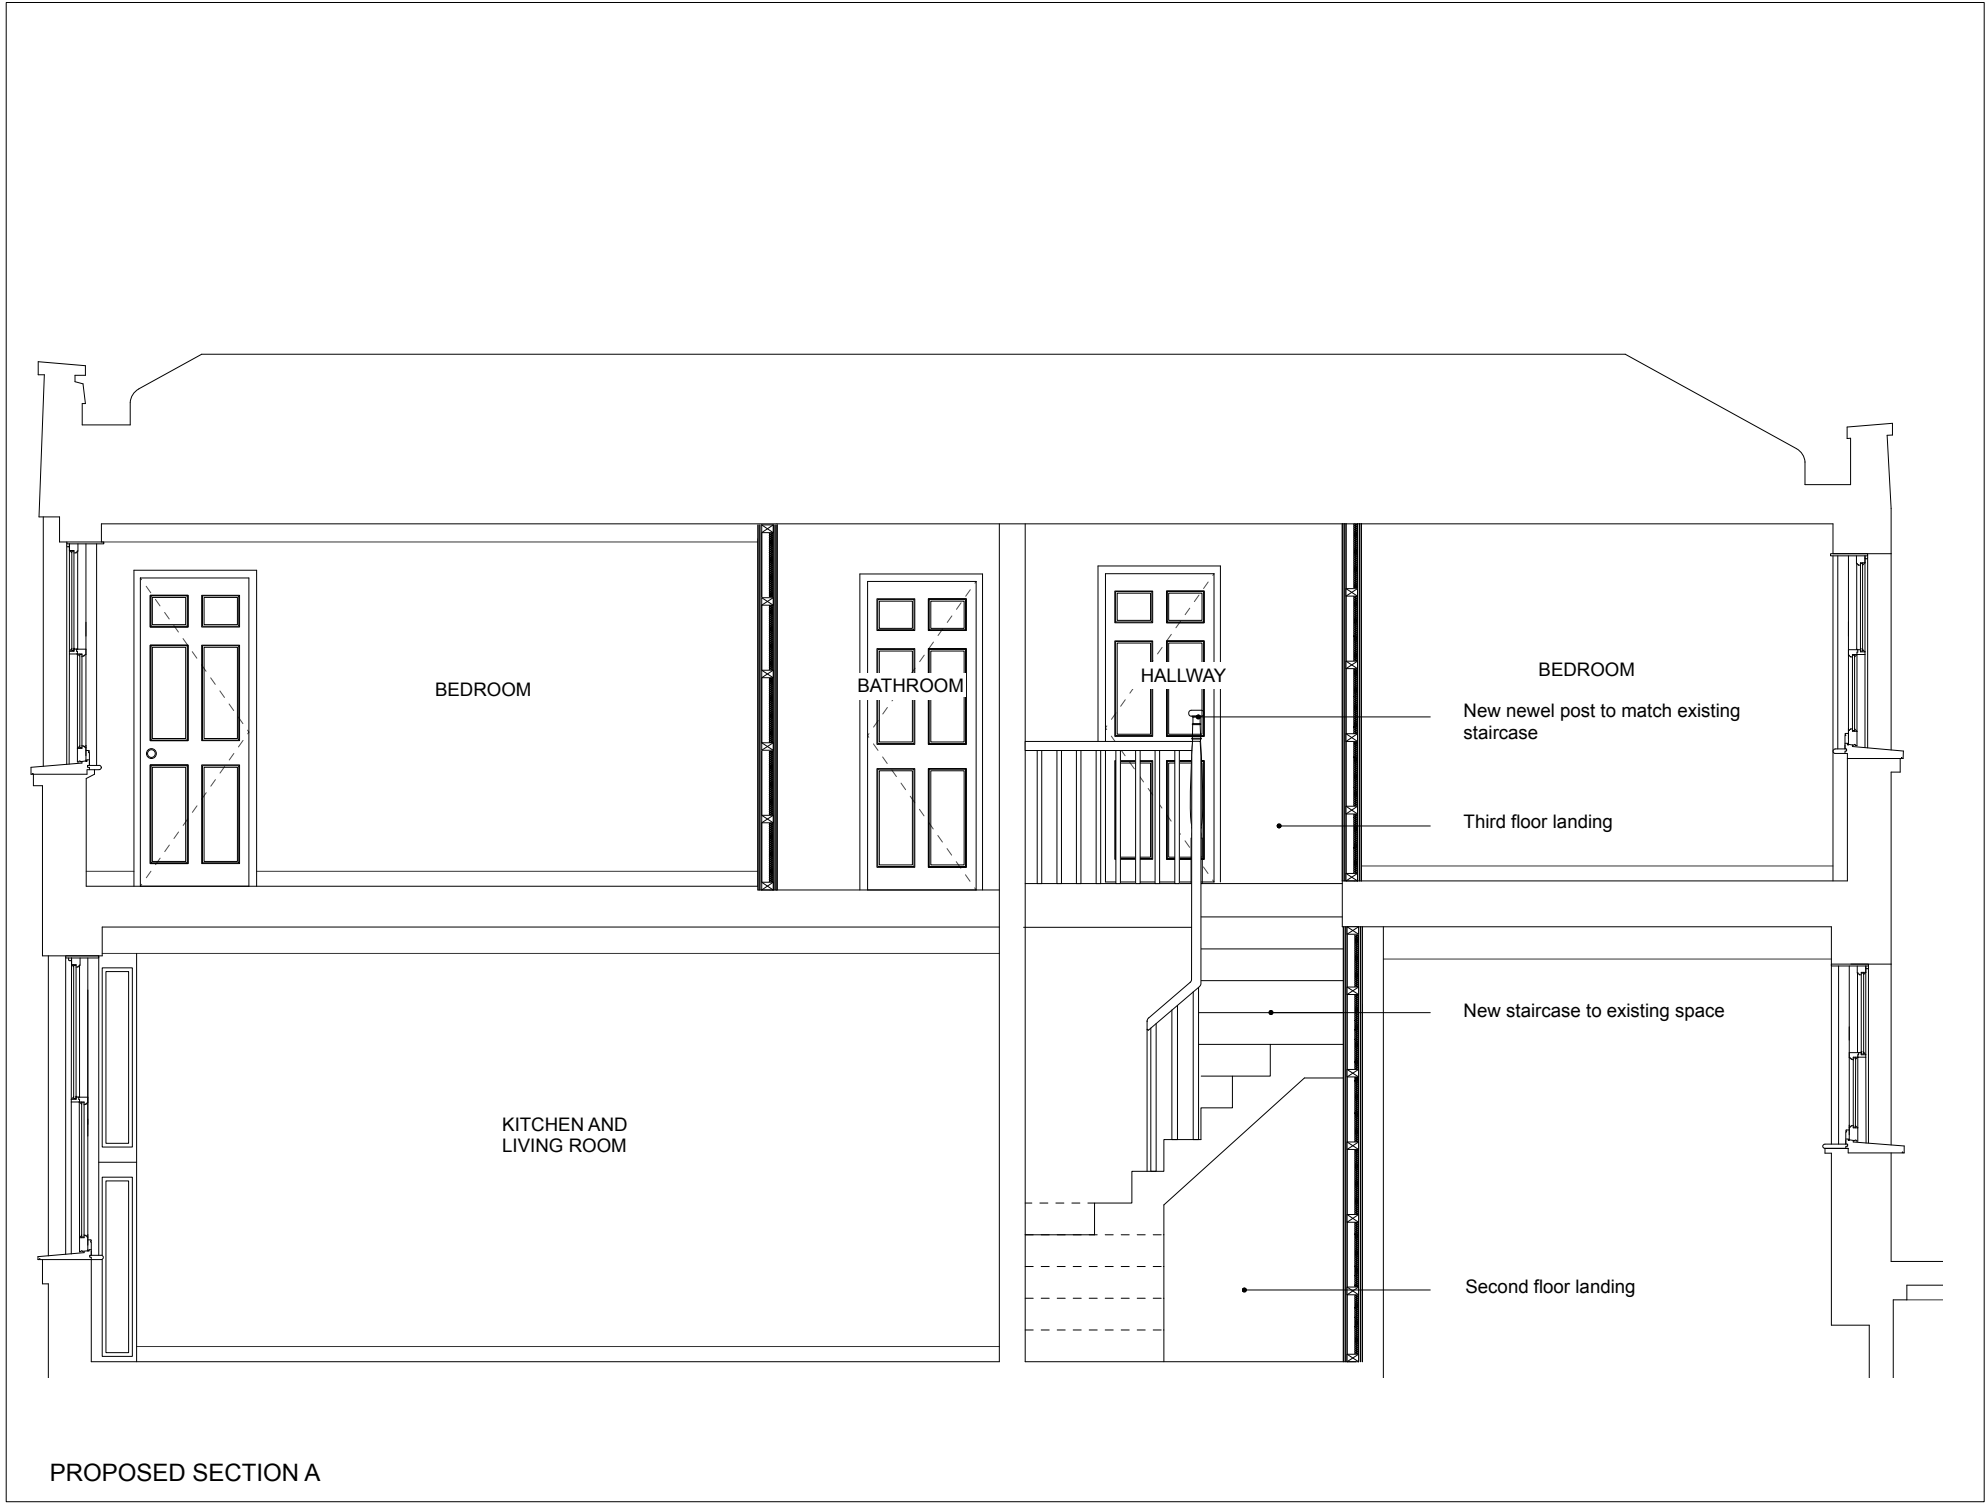 BEDROOM
BATHROOM
HALLWAY
BEDROOM
New newel post to match existing
staircase
Third floor landing
New staircase to existing space
KITCHEN AND
LIVING ROOM
Second floor landing
PROPOSED SECTION A